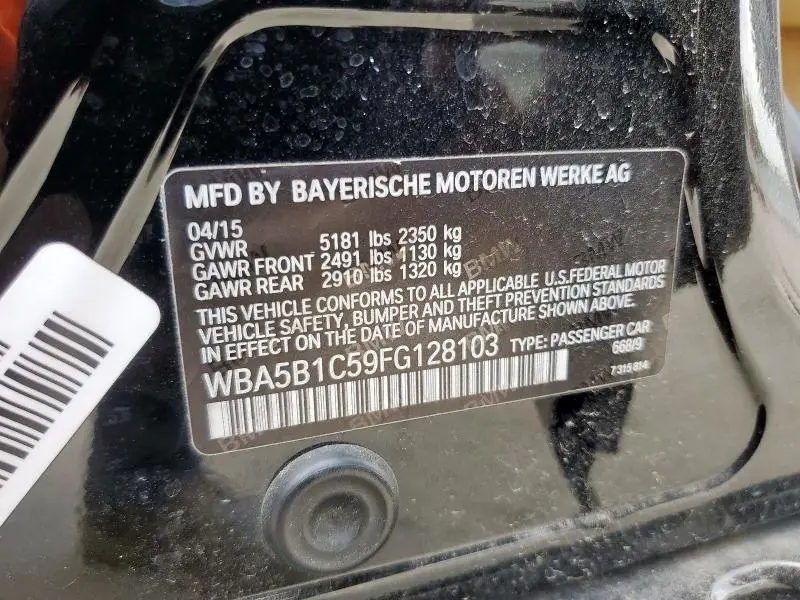 MFD BY BAYERISCHE MOTOREN WERKE AG
04/15
GVWR 5181 lbs 2350 kg
GAWR FRONT 2491 lbs 1130 kg
GAWR REAR 2910 lbs 1320 kg
THIS VEHICLE CONFORMS TO ALL APPLICABLE U.S.FEDERAL MOTOR
VEHICLE SAFETY, BUMPER AND THEFT PREVENTION STANDARDS
IN EFFECT ON THE DATE OF MANUFACTURE SHOWN ABOVE.
WBA5B1C59FG128103 TYPE: PASSENGER CAR
668/9
7315814